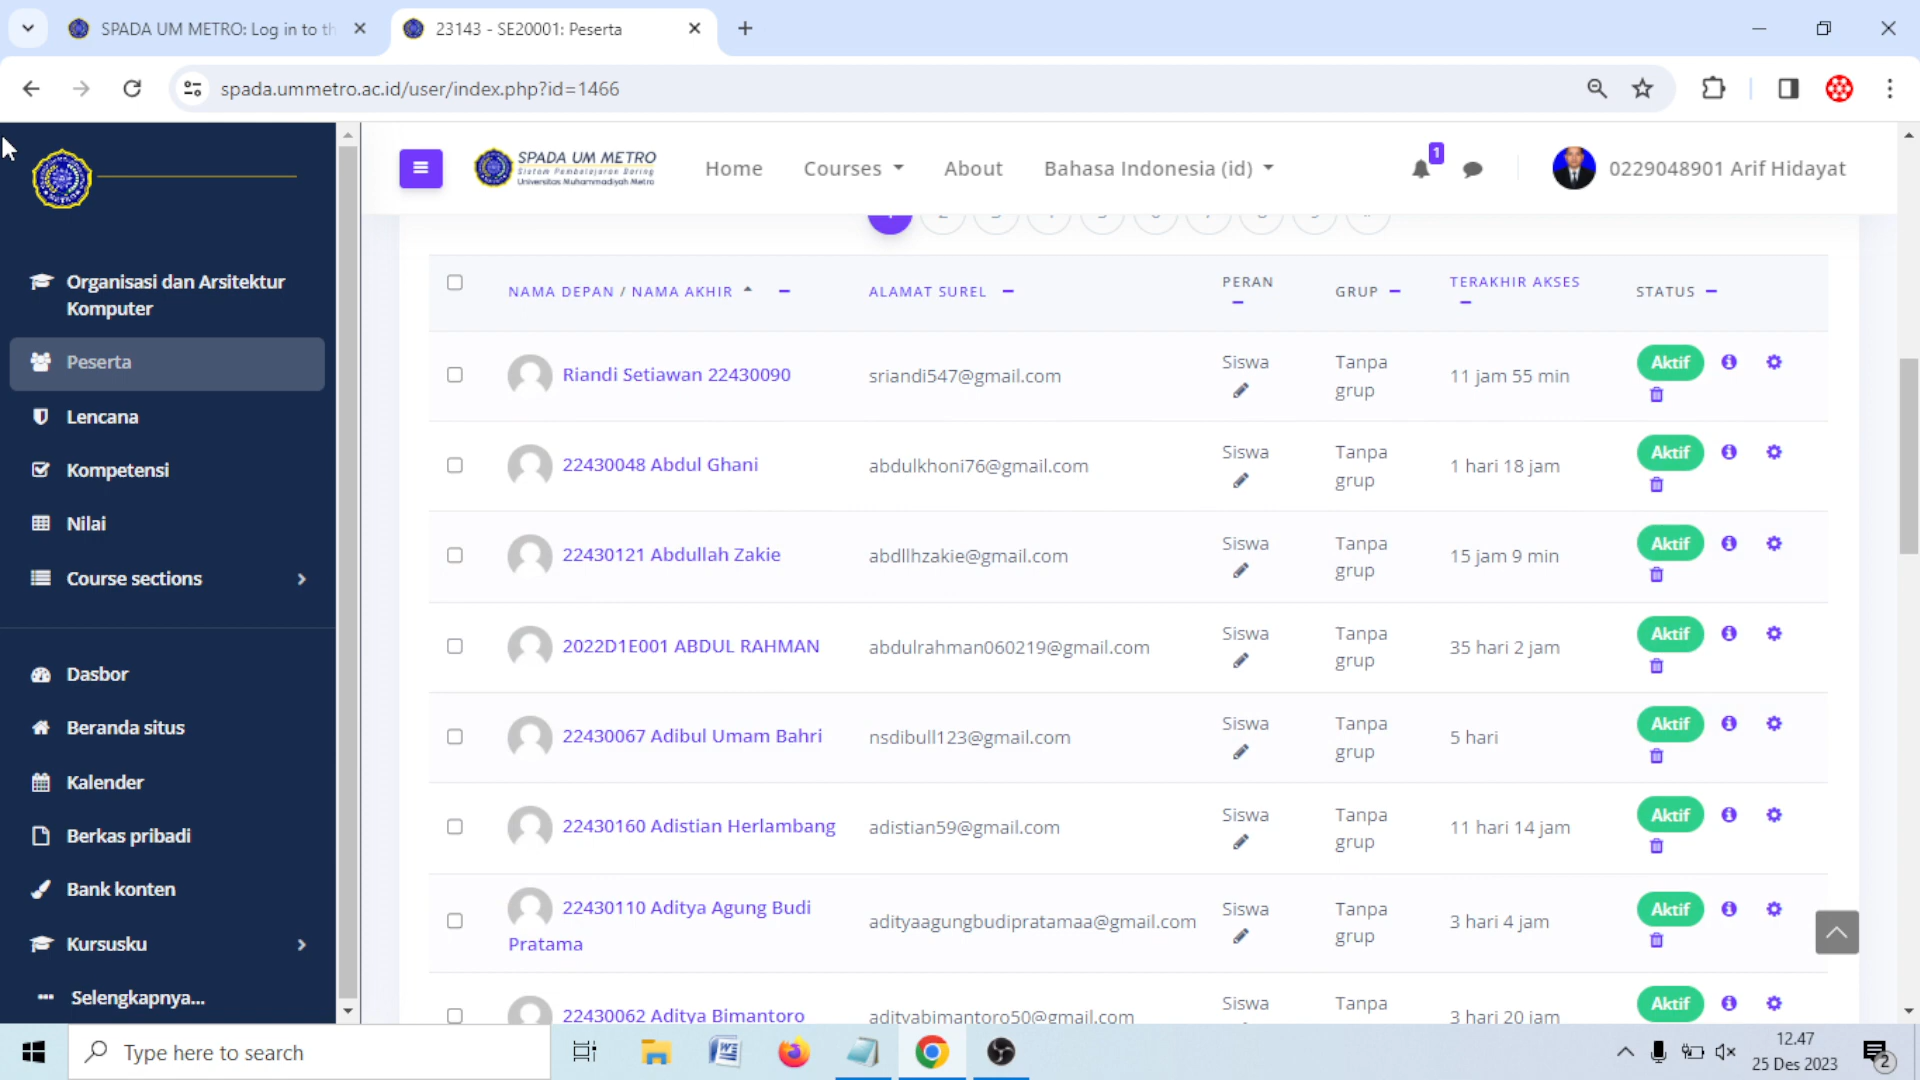 SPADA UM METRO: Log in to th
23143 - SE20001: Peserta
spada.ummetro.ac.id/user/index.php?id=1466
SPADA UM METRO
Sistem Pembelajaran Daring
Universitas Muhammadiyah Metro
Home
Courses
About
Bahasa Indonesia (id)
1
0229048901 Arif Hidayat
Organisasi dan Arsitektur
Komputer
Peserta
Lencana
Kompetensi
Nilai
Course sections
Dasbor
Beranda situs
Kalender
Berkas pribadi
Bank konten
Kursusku
Selengkapnya...
NAMA DEPAN / NAMA AKHIR
ALAMAT SUREL
PERAN
GRUP
TERAKHIR AKSES
STATUS
Riandi Setiawan 22430090
sriandi547@gmail.com
Siswa
Tanpa
grup
11 jam 55 min
Aktif
22430048 Abdul Ghani
abdulkhoni76@gmail.com
Siswa
Tanpa
grup
1 hari 18 jam
Aktif
22430121 Abdullah Zakie
abdllhzakie@gmail.com
Siswa
Tanpa
grup
15 jam 9 min
Aktif
2022D1E001 ABDUL RAHMAN
abdulrahman060219@gmail.com
Siswa
Tanpa
grup
35 hari 2 jam
Aktif
22430067 Adibul Umam Bahri
nsdibull123@gmail.com
Siswa
Tanpa
grup
5 hari
Aktif
22430160 Adistian Herlambang
adistian59@gmail.com
Siswa
Tanpa
grup
11 hari 14 jam
Aktif
22430110 Aditya Agung Budi
Pratama
adityaagungbudipratamaa@gmail.com
Siswa
Tanpa
grup
3 hari 4 jam
Aktif
22430062 Aditya Bimantoro
adityabimantoro50@gmail.com
Siswa
Tanpa
3 hari 20 jam
Aktif
Type here to search
12.47
25 Des 2023
2